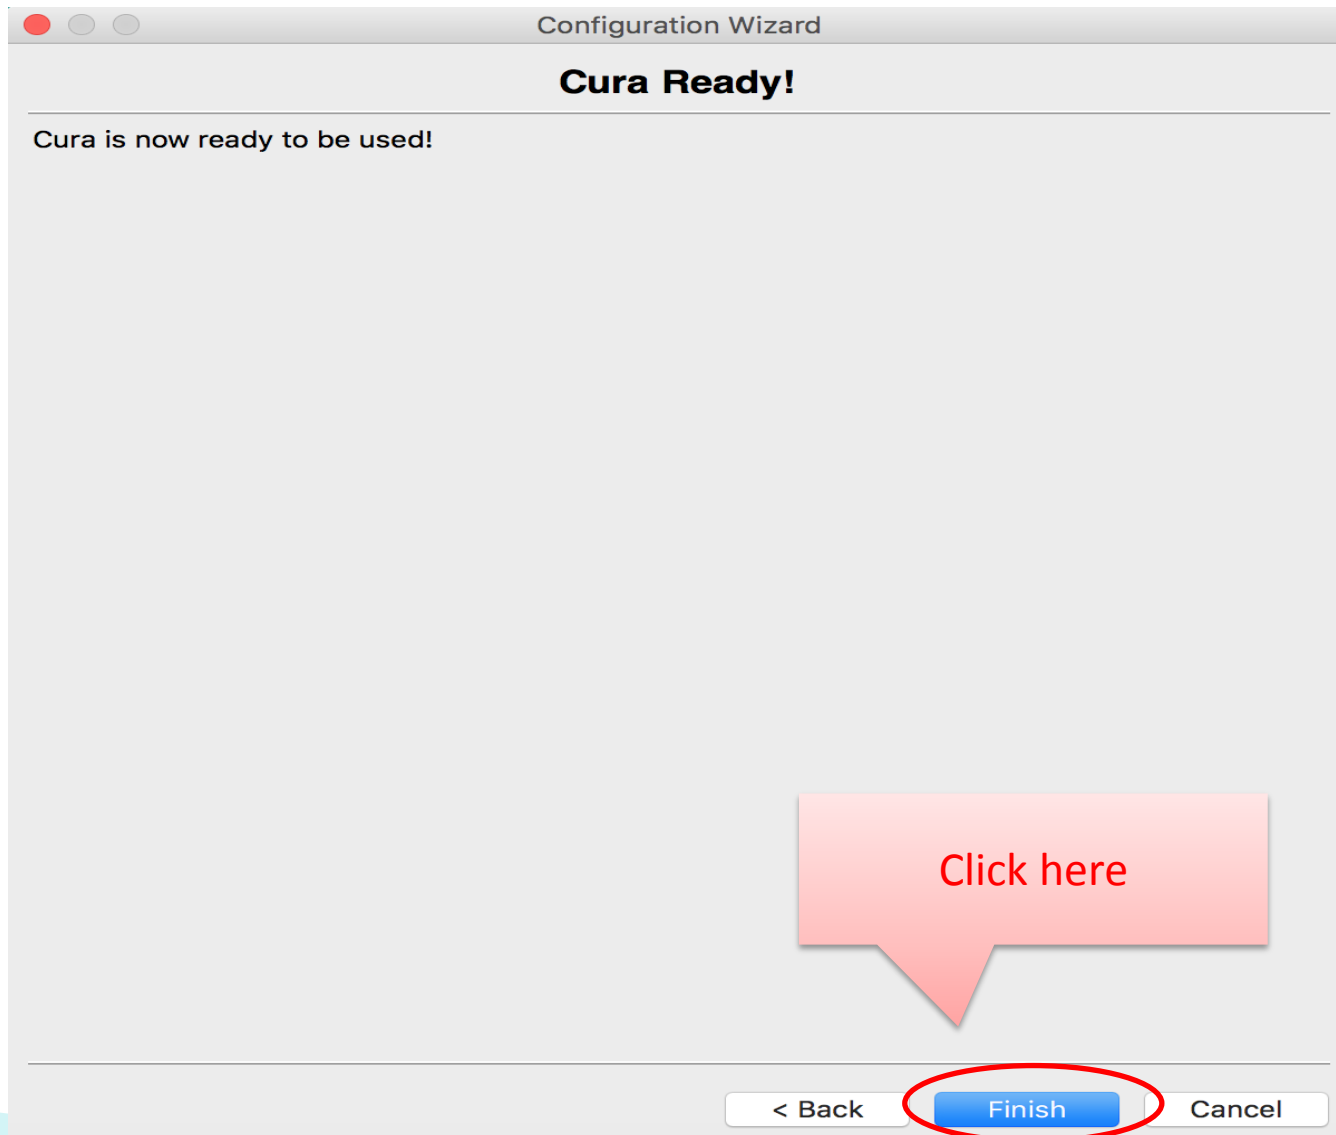 Configuration Wizard
Cura Ready!
Cura is now ready to be used!
Click here
< Back Finish Cancel